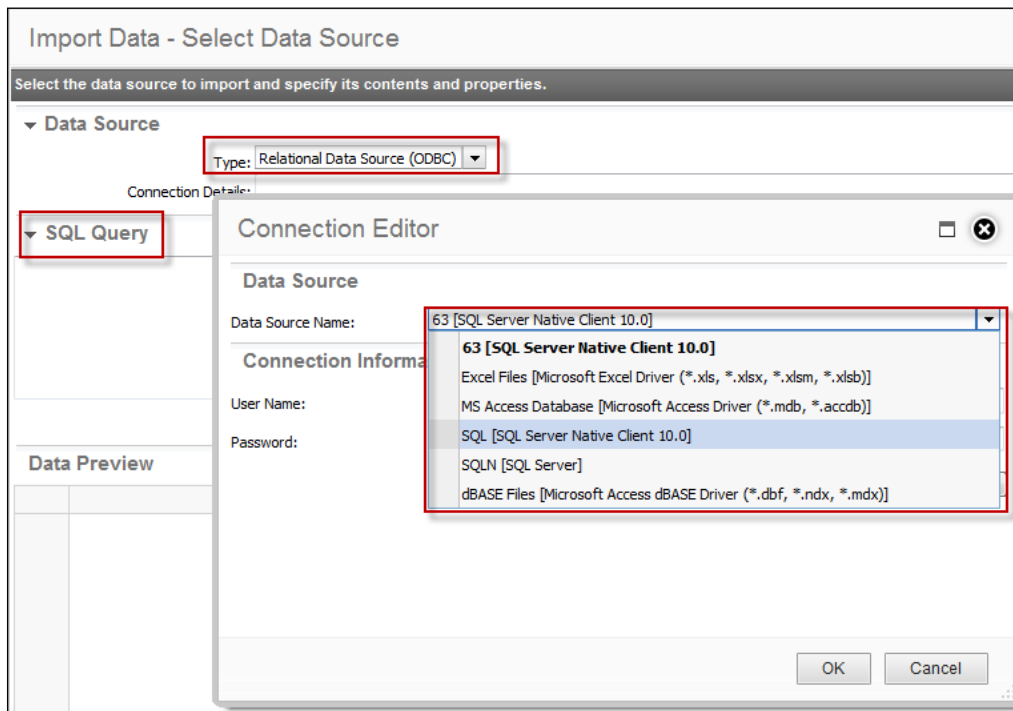 Import Data - Select Data Source
Select the data source to import and specify its contents and properties.
Data Source
Type: Relational Data Source (ODBC)
Connection Details:
SQL Query
Connection Editor
Data Source
Data Source Name: 63 [SQL Server Native Client 10.0]
63 [SQL Server Native Client 10.0]
Connection Informa
Excel Files [Microsoft Excel Driver (*.xls, *.xlsx, *.xlsm, *.xlsb)]
User Name:
MS Access Database [Microsoft Access Driver (*.mdb, *.accdb)]
SQL [SQL Server Native Client 10.0]
Password:
SQLN [SQL Server]
dBASE Files [Microsoft Access dBASE Driver (*.dbf, *.ndx, *.mdx)]
Data Preview
OK Cancel